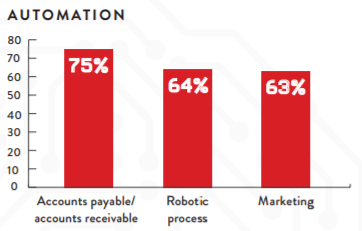 AUTOMATION
80
70
60
50
40
30
20
10
0
75%
64%
63%
Accounts payable/
accounts receivable
Robotic
process
Marketing